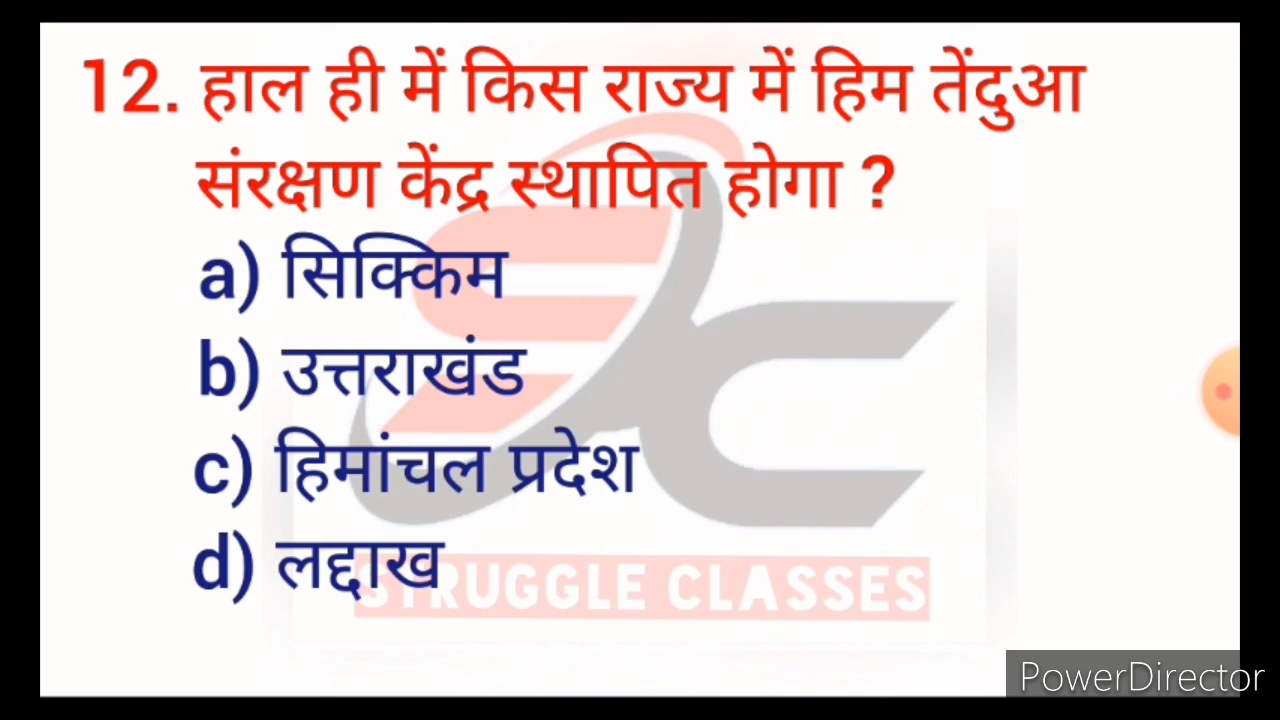 12. हाल ही में किस राज्य में हिम तेंदुआ
संरक्षण केंद्र स्थापित होगा ?
a) सिक्किम
b) उत्तराखंड
c) हिमांचल प्रदेश
d) लद्दाख
STRUGGLE CLASSES
PowerDirector